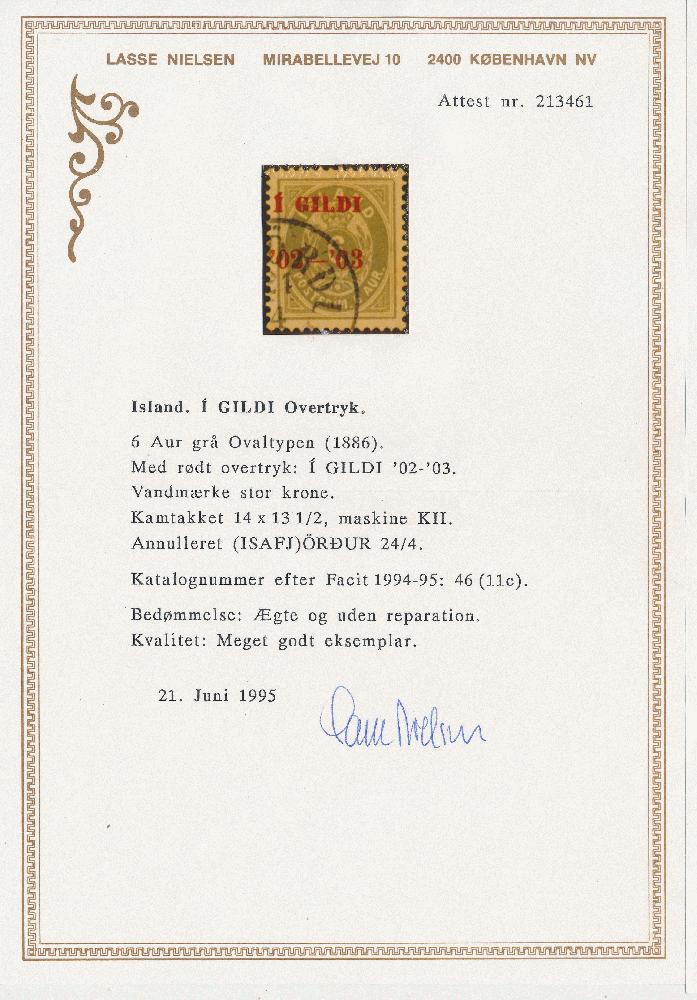 LASSE NIELSEN MIRABELLEVEJ 10 2400 KØBENHAVN NV
Attest nr. 213461
Í GILDI
'02–'03
AUR.
Island. Í GILDI Overtryk.
6 Aur grå Ovaltypen (1886).
Med rødt overtryk: Í GILDI '02-'03.
Vandmærke stor krone.
Kamtakket 14 x 13 1/2, maskine KII.
Annulleret (ISAFJ)ÖRÐUR 24/4.
Katalognummer efter Facit 1994-95: 46 (11c).
Bedømmelse: Ægte og uden reparation.
Kvalitet: Meget godt eksemplar.
21. Juni 1995
Lasse Nielsen